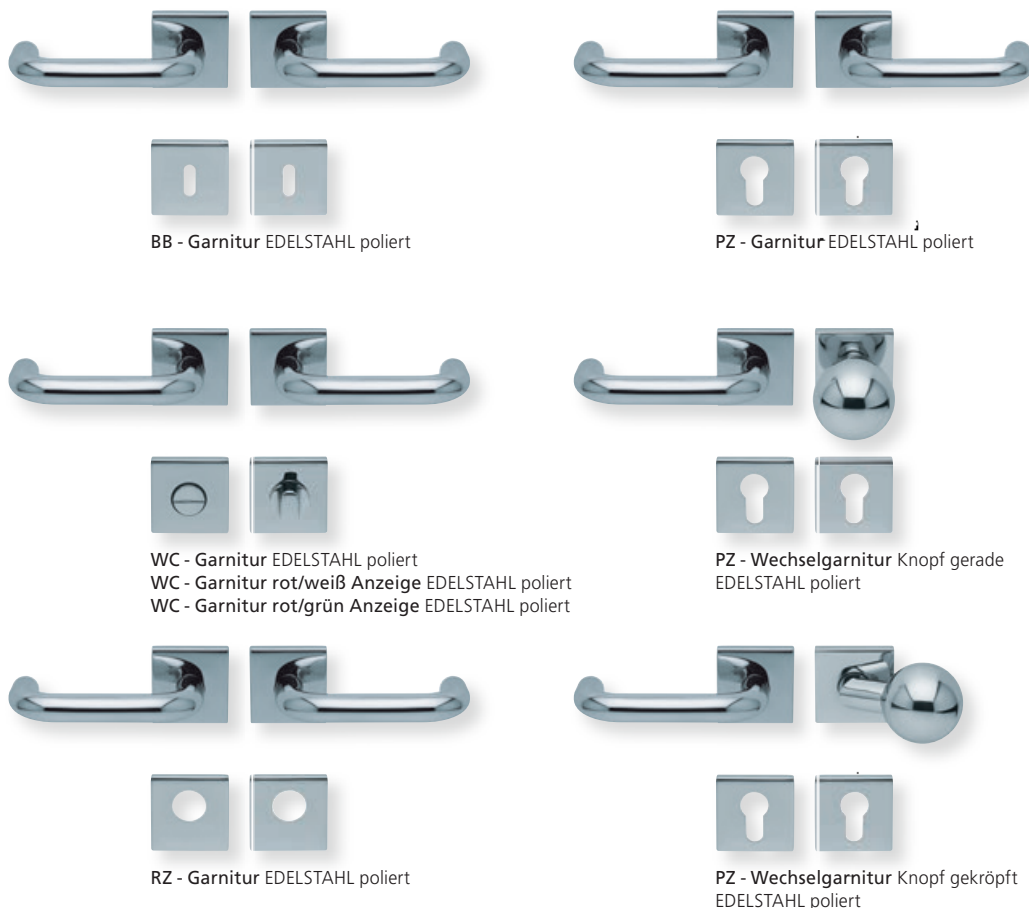 BB - Garnitur EDELSTAHL poliert
PZ - Garnitur EDELSTAHL poliert
WC - Garnitur EDELSTAHL poliert
WC - Garnitur rot/weiß Anzeige EDELSTAHL poliert
WC - Garnitur rot/grün Anzeige EDELSTAHL poliert
PZ - Wechselgarnitur Knopf gerade
EDELSTAHL poliert
RZ - Garnitur EDELSTAHL poliert
PZ - Wechselgarnitur Knopf gekröpft
EDELSTAHL poliert